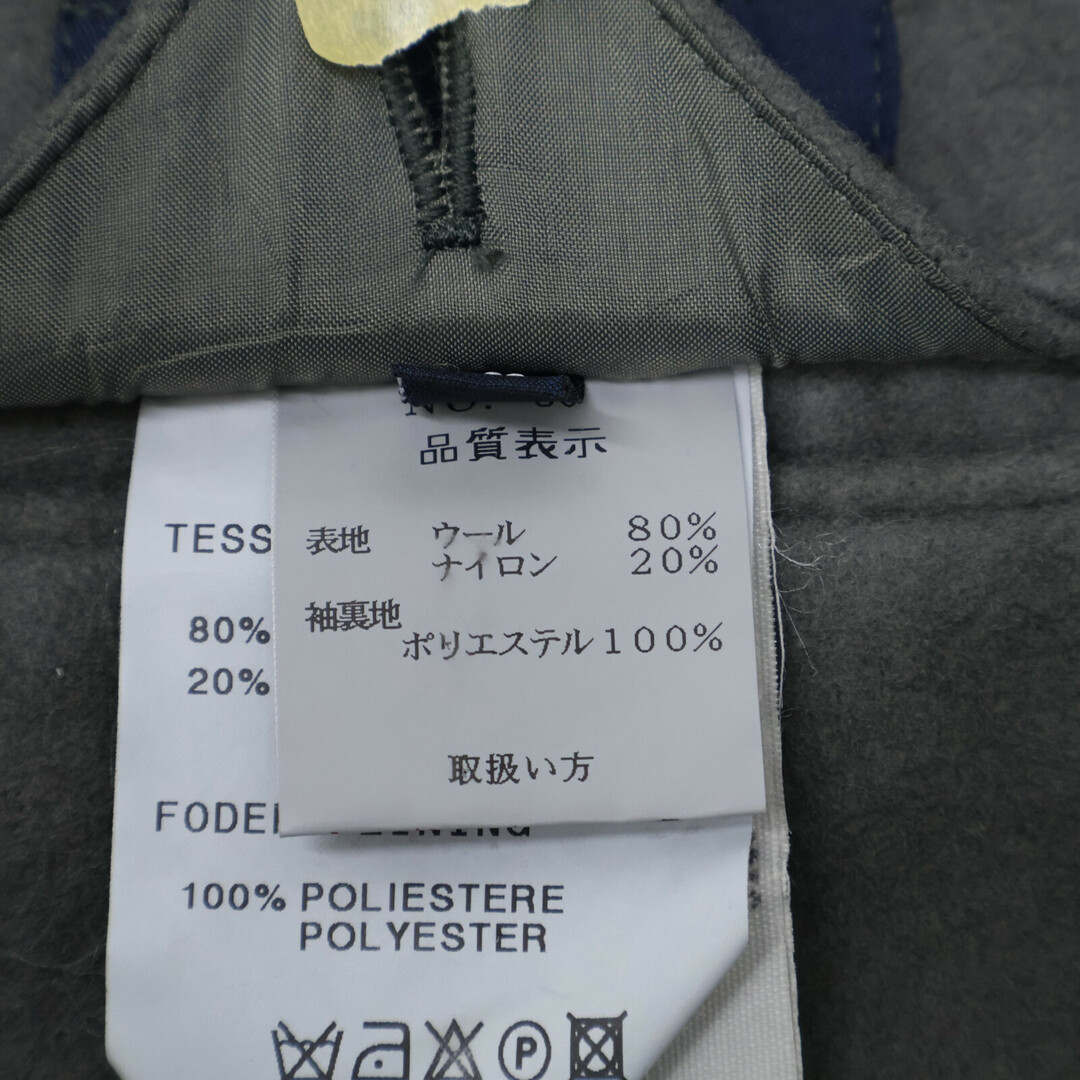 品質表示
表地 ウール 80%
ナイロン 20%
袖裏地
ポリエステル100%
取扱い方
TESS
80%
20%
FODE
100% POLIESTERE
POLYESTER
P